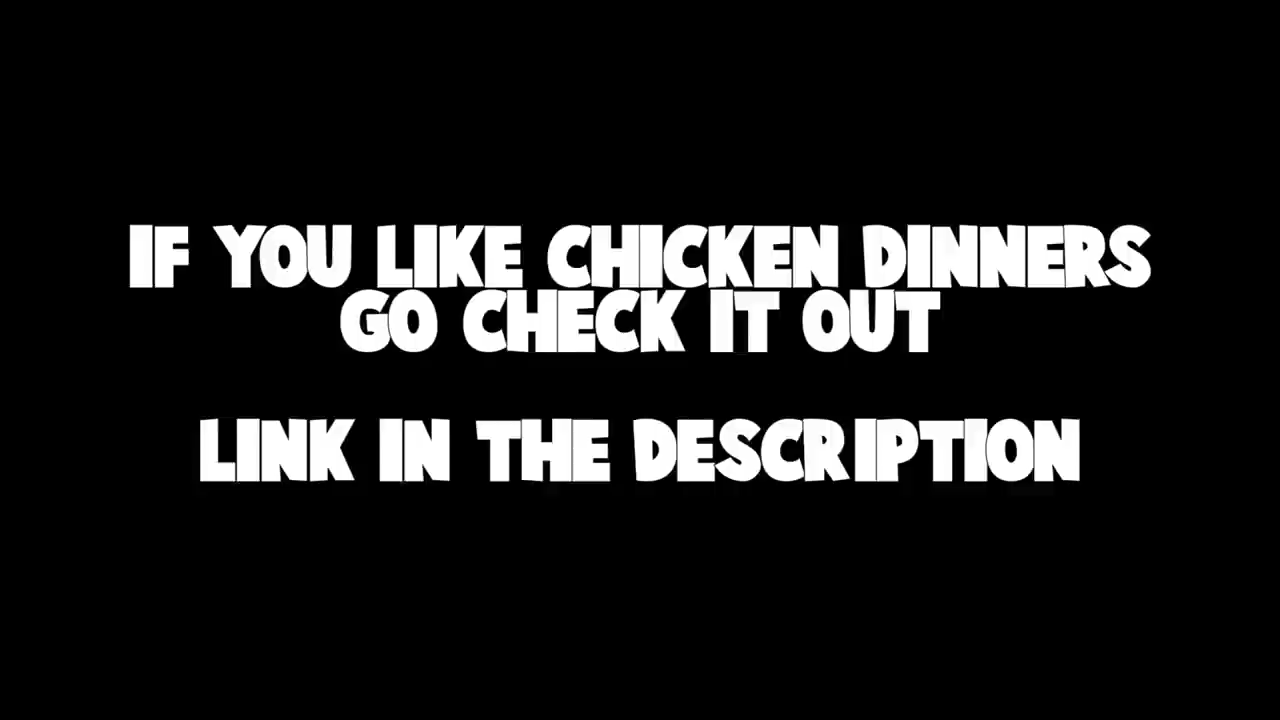 IF YOU LIKE CHICKEN DINNERS
GO CHECK IT OUT
LINK IN THE DESCRIPTION